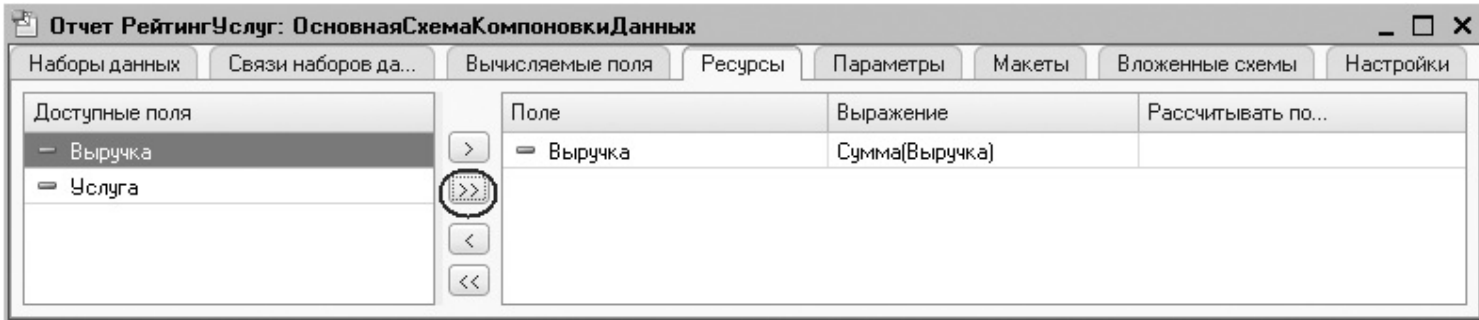 Отчет РейтингУслуг: ОсновнаяСхемаКомпоновкиДанных
Наборы данных Связи наборов да... Вычисляемые поля Ресурсы Параметры Макеты Вложенные схемы Настройки
Доступные поля Поле Выражение Рассчитывать по...
Выручка > Выручка Сумма(Выручка)
Услуга >>
<
<<